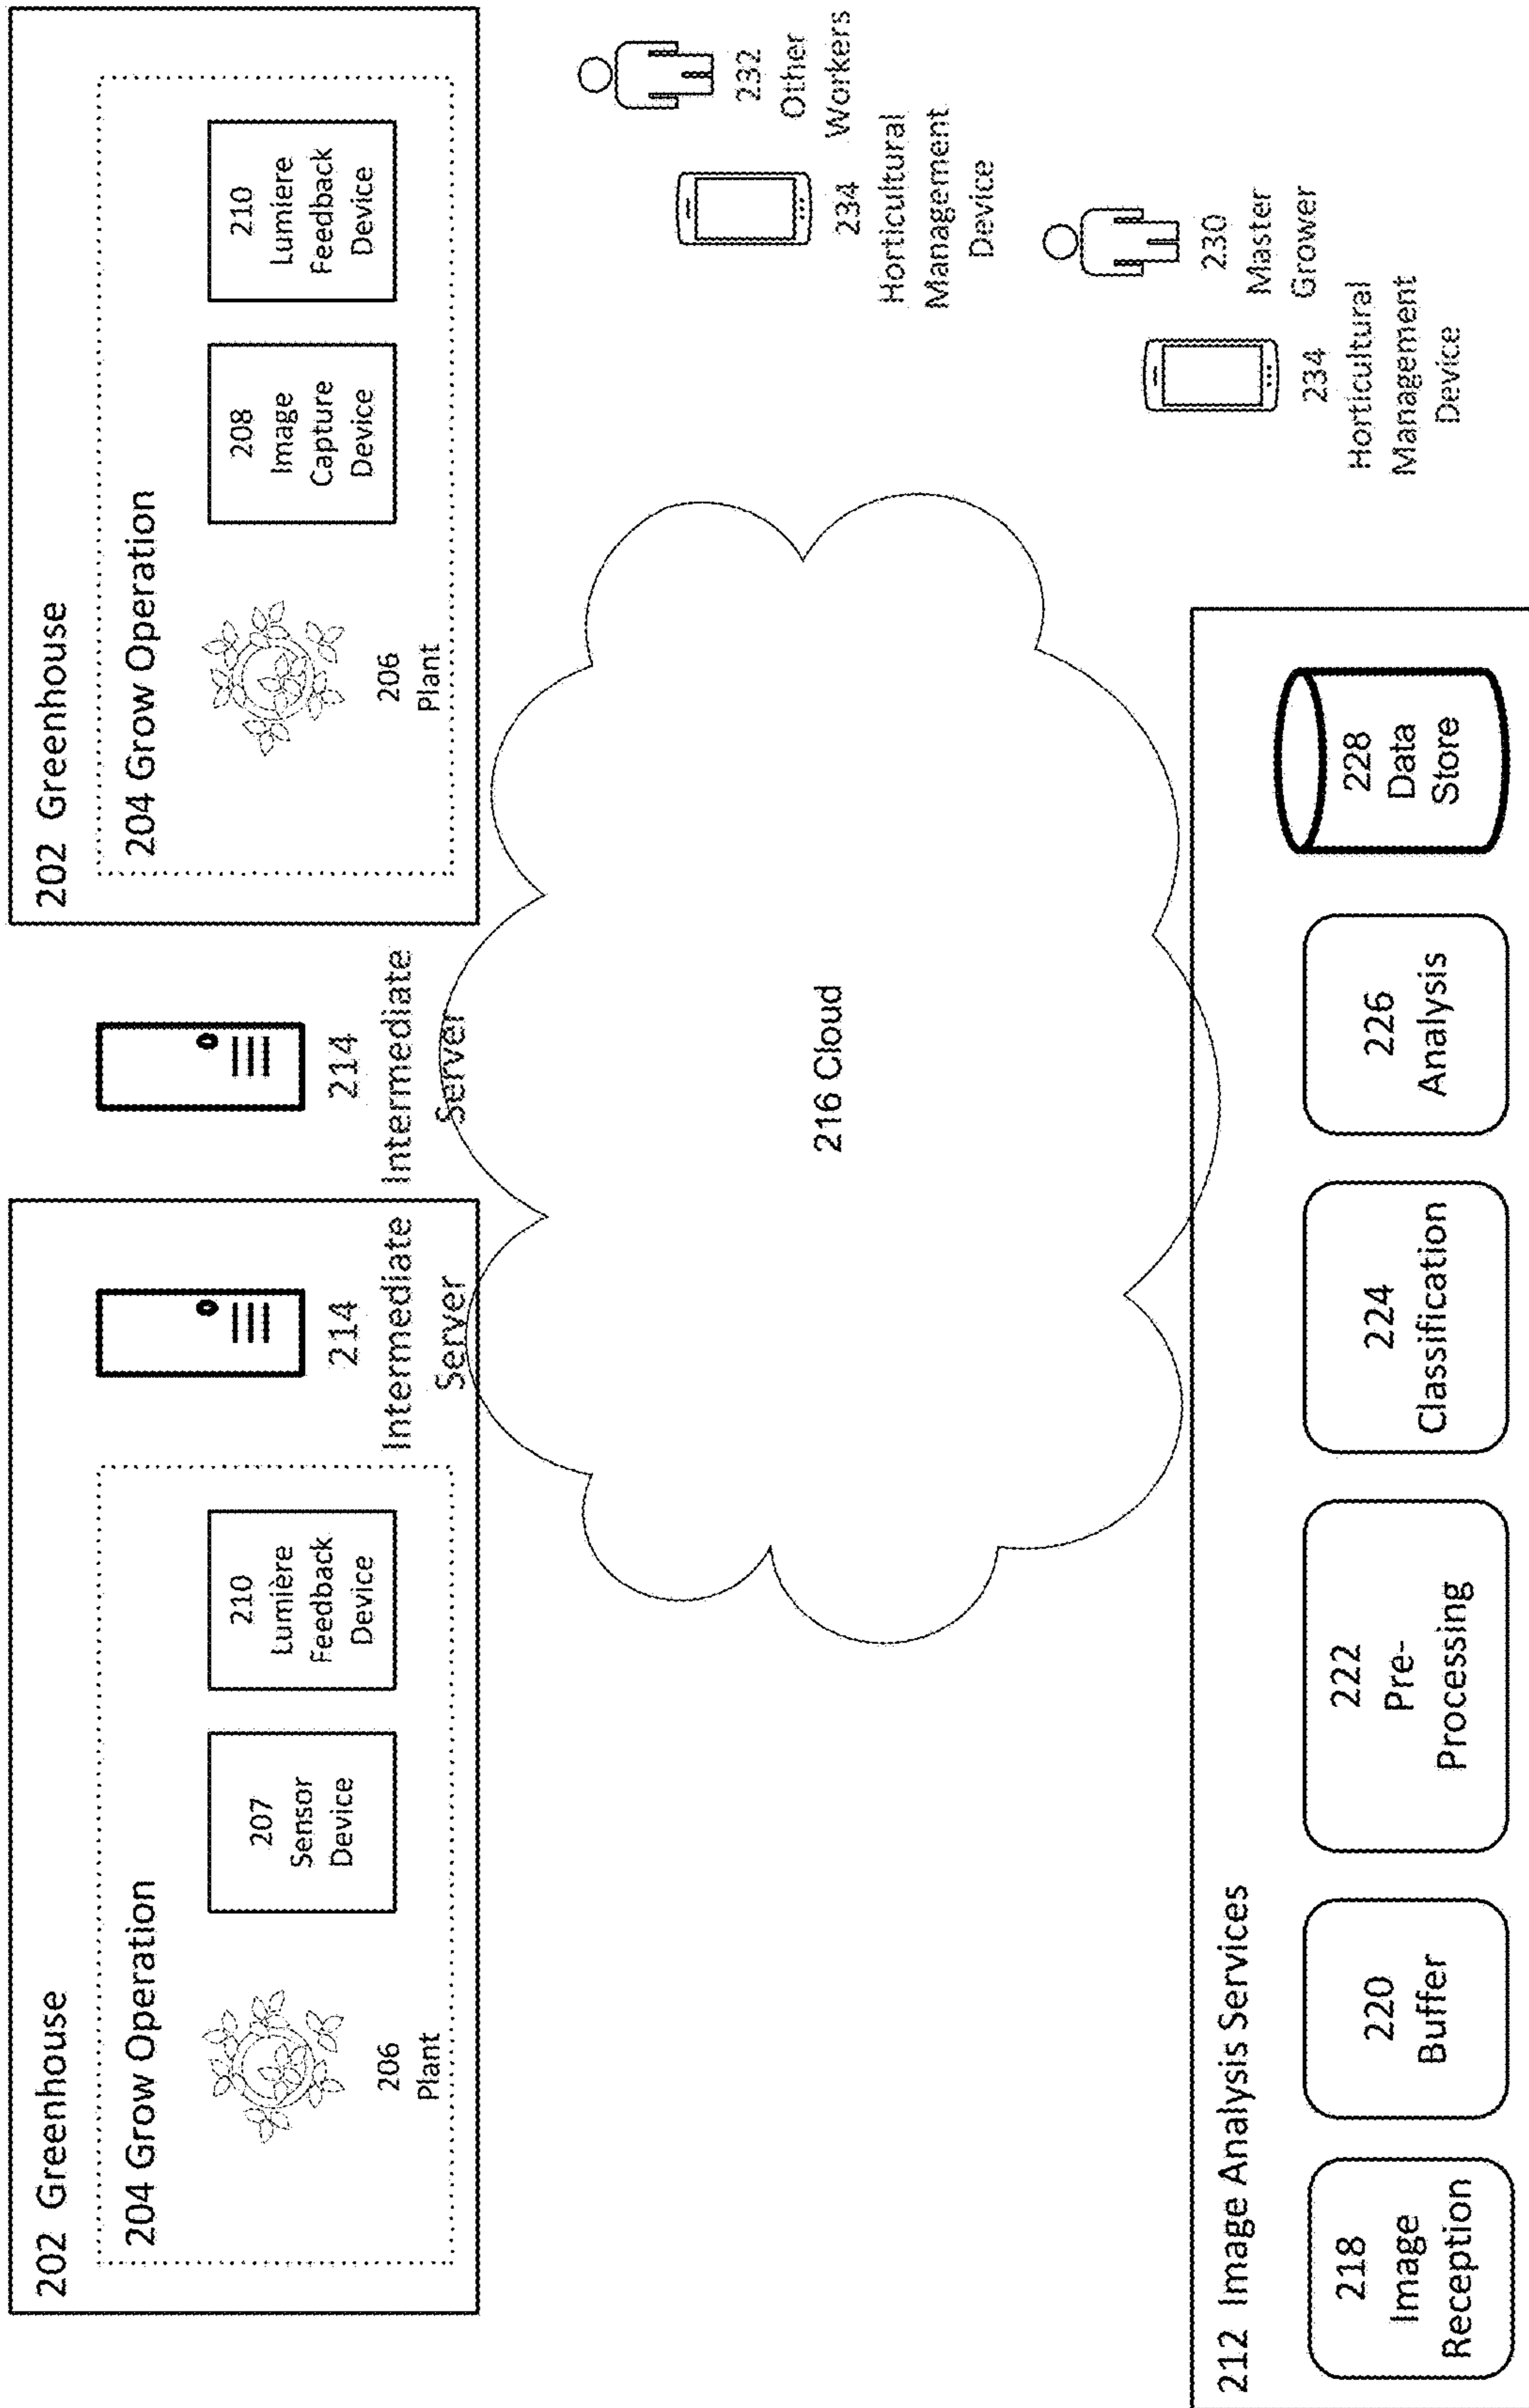 202 Greenhouse
204 Grow Operation
206
Plant
207
Sensor
Device
210
Lumière
Feedback
Device
214
Intermediate
Server
214
Intermediate
Server
202 Greenhouse
204 Grow Operation
206
Plant
208
Image
Capture
Device
210
Lumiere
Feedback
Device
216 Cloud
232
Other
Workers
234
Horticultural
Management
Device
230
Master
Grower
234
Horticultural
Management
Device
212 Image Analysis Services
218
Image
Reception
220
Buffer
222
Pre-
Processing
224
Classification
226
Analysis
228
Data
Store